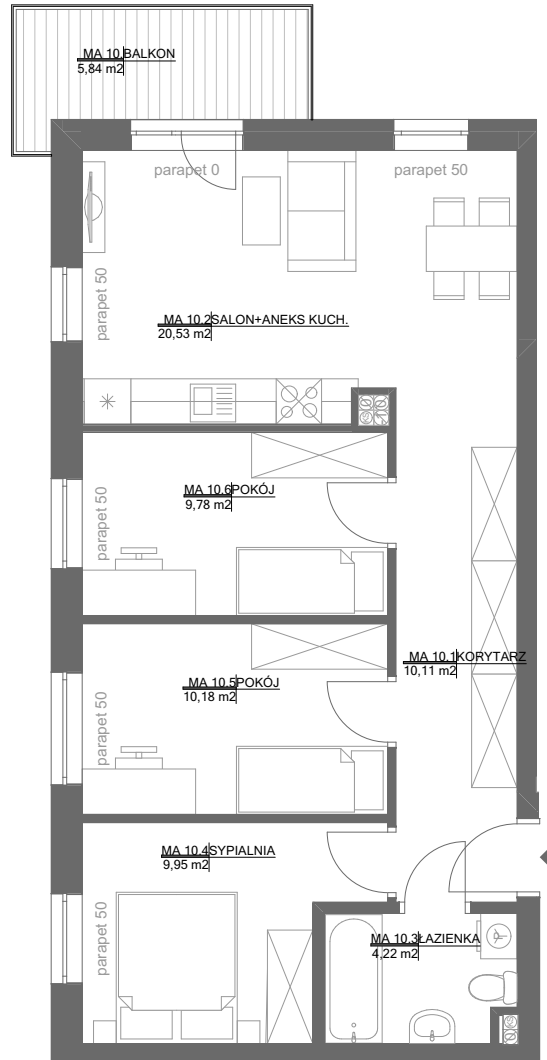 MA 10.BALKON
5,84 m2
parapet 0
parapet 50
parapet 50
MA 10.2SALON+ANEKS KUCH.
20,53 m2
MA 10.6POKÓJ
9,78 m2
parapet 50
MA 10.1KORYTARZ
10,11 m2
MA 10.5POKÓJ
10,18 m2
parapet 50
MA 10.4SYPIALNIA
9,95 m2
parapet 50
MA 10.3ŁAZIENKA
4,22 m2